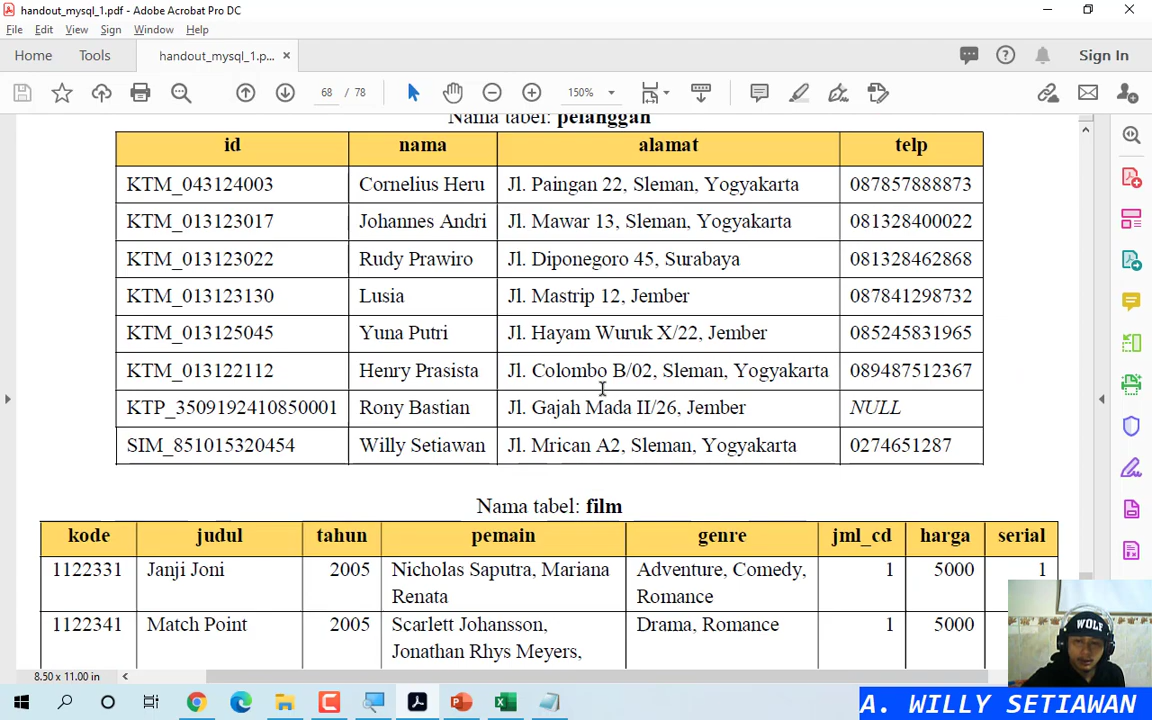 handout_mysql_1.pdf - Adobe Acrobat Pro DC
File Edit View Sign Window Help
Home Tools handout_mysql_1.p... × Sign In
68 / 78 150%
Nama tabel: pelanggan
id nama alamat telp
KTM_043124003 Cornelius Heru Jl. Paingan 22, Sleman, Yogyakarta 087857888873
KTM_013123017 Johannes Andri Jl. Mawar 13, Sleman, Yogyakarta 081328400022
KTM_013123022 Rudy Prawiro Jl. Diponegoro 45, Surabaya 081328462868
KTM_013123130 Lusia Jl. Mastrip 12, Jember 087841298732
KTM_013125045 Yuna Putri Jl. Hayam Wuruk X/22, Jember 085245831965
KTM_013122112 Henry Prasista Jl. Colombo B/02, Sleman, Yogyakarta 089487512367
KTP_3509192410850001 Rony Bastian Jl. Gajah Mada II/26, Jember NULL
SIM_851015320454 Willy Setiawan Jl. Mrican A2, Sleman, Yogyakarta 0274651287
Nama tabel: film
kode judul tahun pemain genre jml_cd harga serial
1122331 Janji Joni 2005 Nicholas Saputra, Mariana Adventure, Comedy, 1 5000 1
Renata Romance
1122341 Match Point 2005 Scarlett Johansson, Drama, Romance 1 5000
Jonathan Rhys Meyers,
8.50 x 11.00 in
WOLF
A. WILLY SETIAWAN